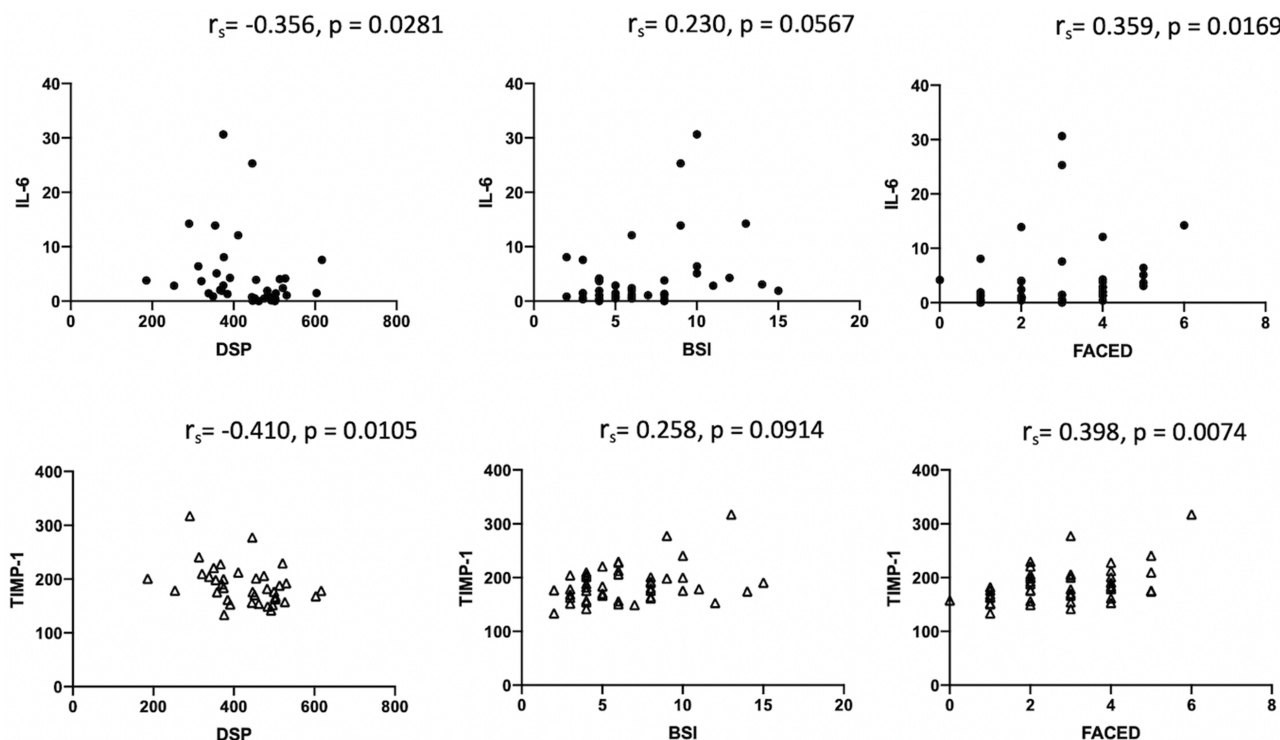 rs= -0.356, p = 0.0281
rs= 0.230, p = 0.0567
rs= 0.359, p = 0.0169
IL-6
40
30
20
10
0
0 200 400 600 800
DSP
IL-6
40
30
20
10
0
0 5 10 15 20
BSI
IL-6
40
30
20
10
0
0 2 4 6 8
FACED
rs= -0.410, p = 0.0105
rs= 0.258, p = 0.0914
rs= 0.398, p = 0.0074
TIMP-1
400
300
200
100
0
0 200 400 600 800
DSP
TIMP-1
400
300
200
100
0
0 5 10 15 20
BSI
TIMP-1
400
300
200
100
0
0 2 4 6 8
FACED